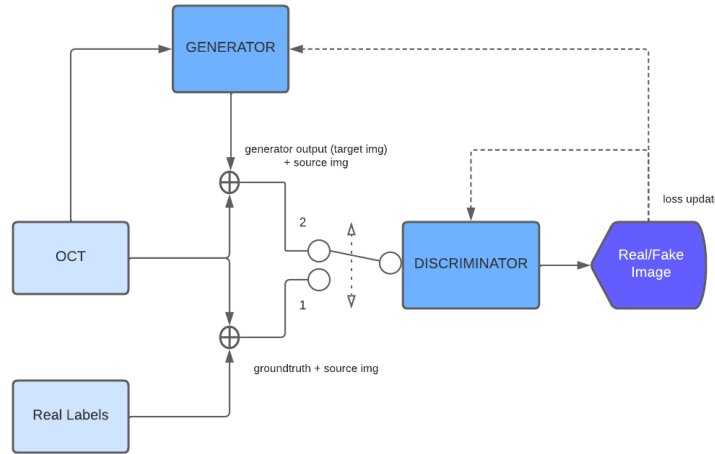 GENERATOR
generator output (target img)
+ source img
loss updat
2
OCT
DISCRIMINATOR
Real/Fake
Image
1
groundtruth + source img
Real Labels